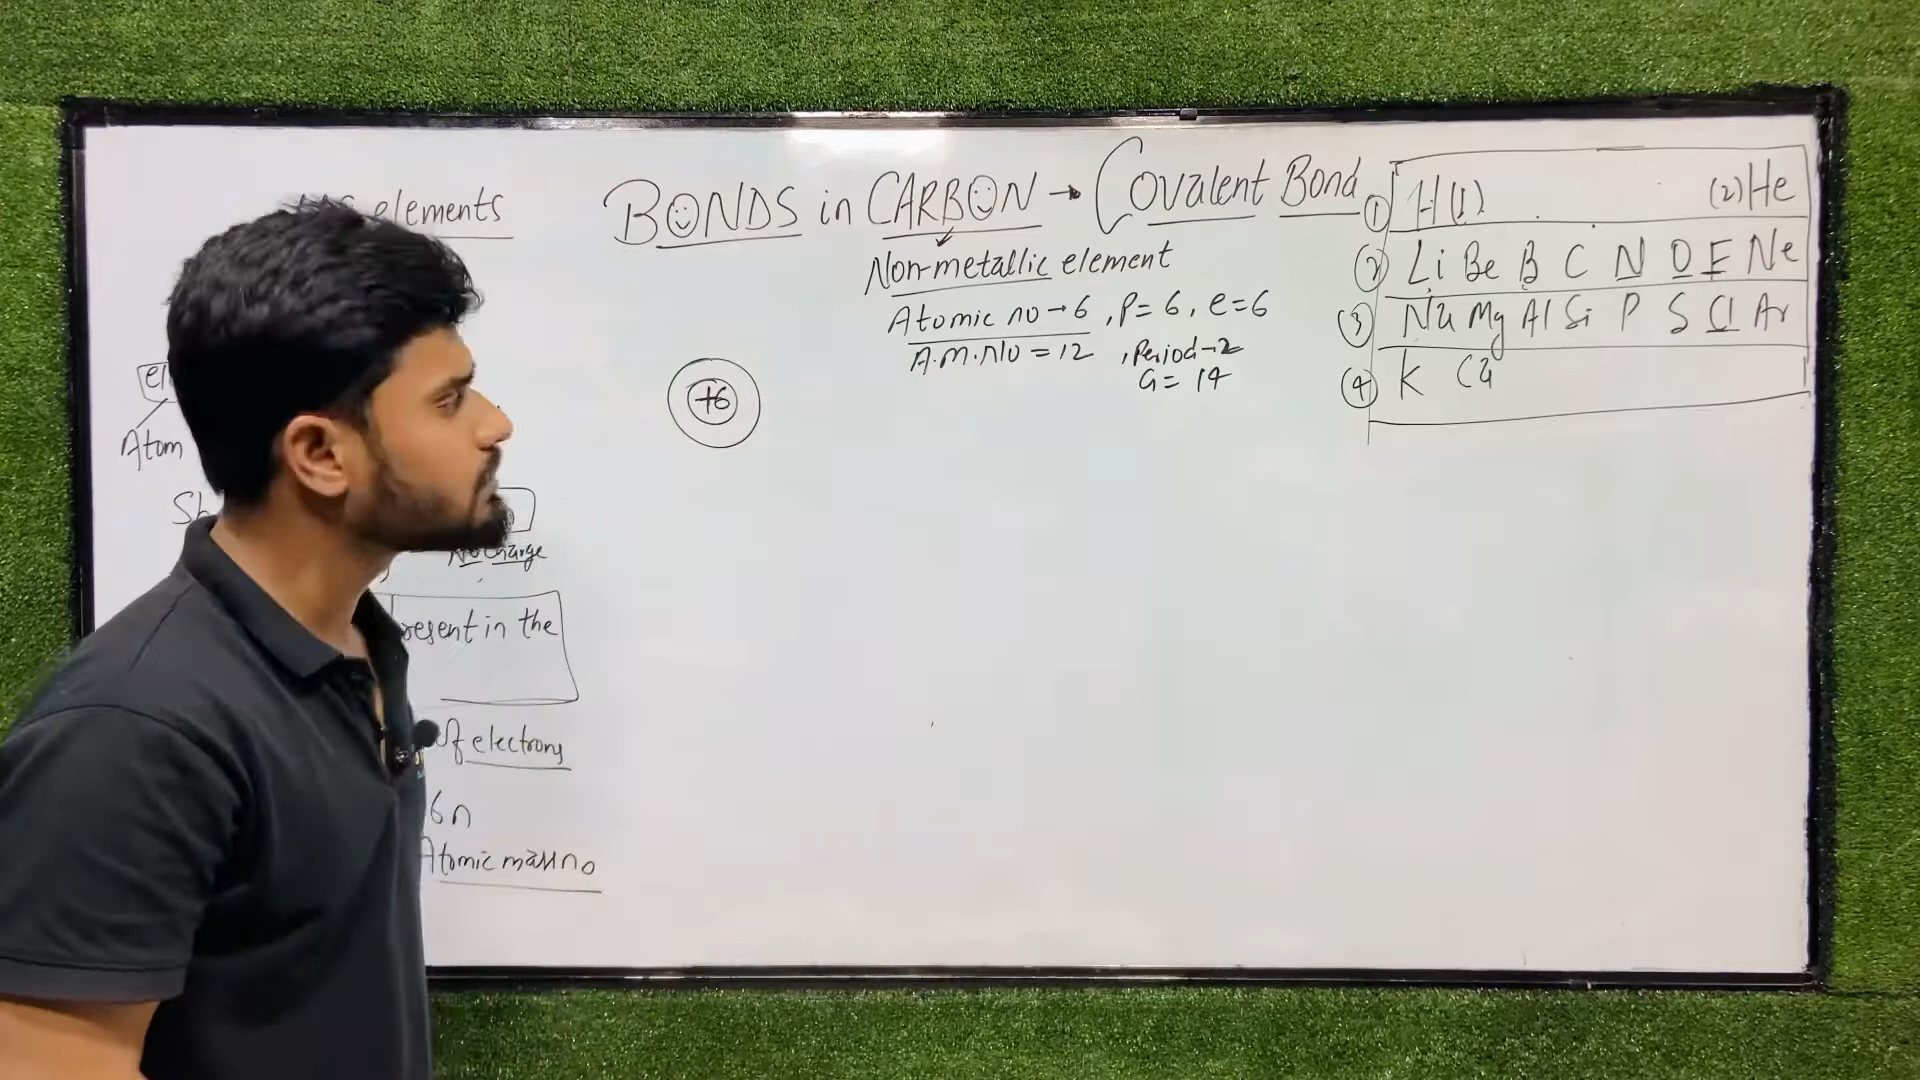 elements
Atom
No charge
resent in the
of electrons
6n
Atomic mass no
BONDS in CARBON → Covalent Bond
Non-metallic element
Atomic no → 6 , P = 6 , e = 6
A.M.No = 12 , Period → 2
G = 14
+6
① H(1) (2)He
② Li Be B C N O F Ne
(3) Na Mg Al Si P S Cl Ar
④ K Ca